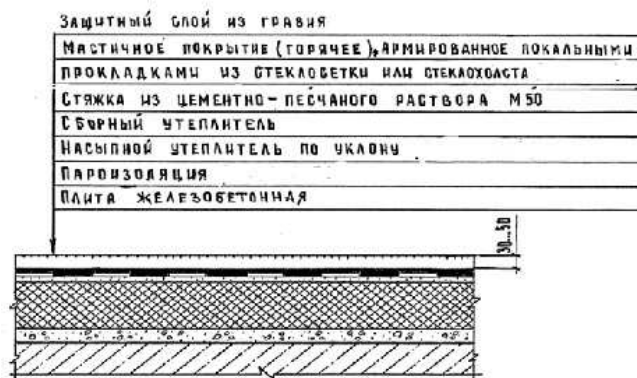 Защитный слой из гравия
Мастичное покрытие (горячее), армированное локальными
прокладками из стеклосетки или стеклохолста
Стяжка из цементно-песчаного раствора М50
Сборный утеплитель
Насыпной утеплитель по уклону
Пароизоляция
Плита железобетонная
30...50